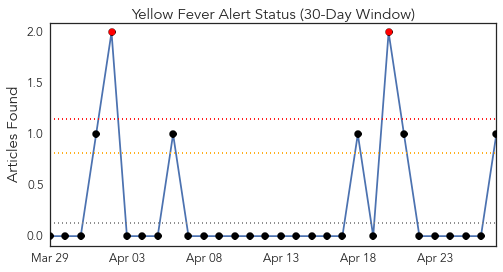 Yellow Fever Alert Status (30-Day Window)
Articles Found
2.0
1.5
1.0
0.5
0.0
Mar 29 Apr 03 Apr 08 Apr 13 Apr 18 Apr 23